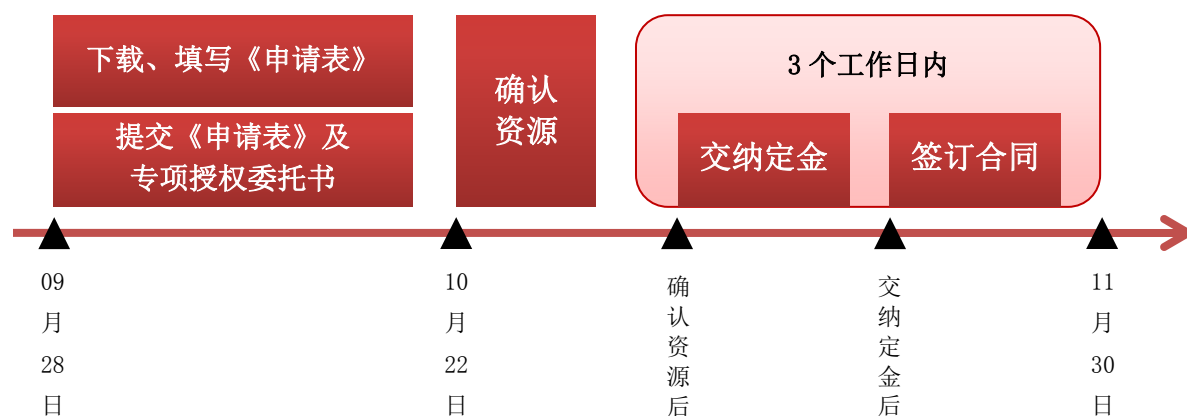 下载、填写《申请表》
提交《申请表》及
专项授权委托书
确认
资源
3 个工作日内
交纳定金
签订合同
09
月
28
日
10
月
22
日
确
认
资
源
后
交
纳
定
金
后
11
月
30
日